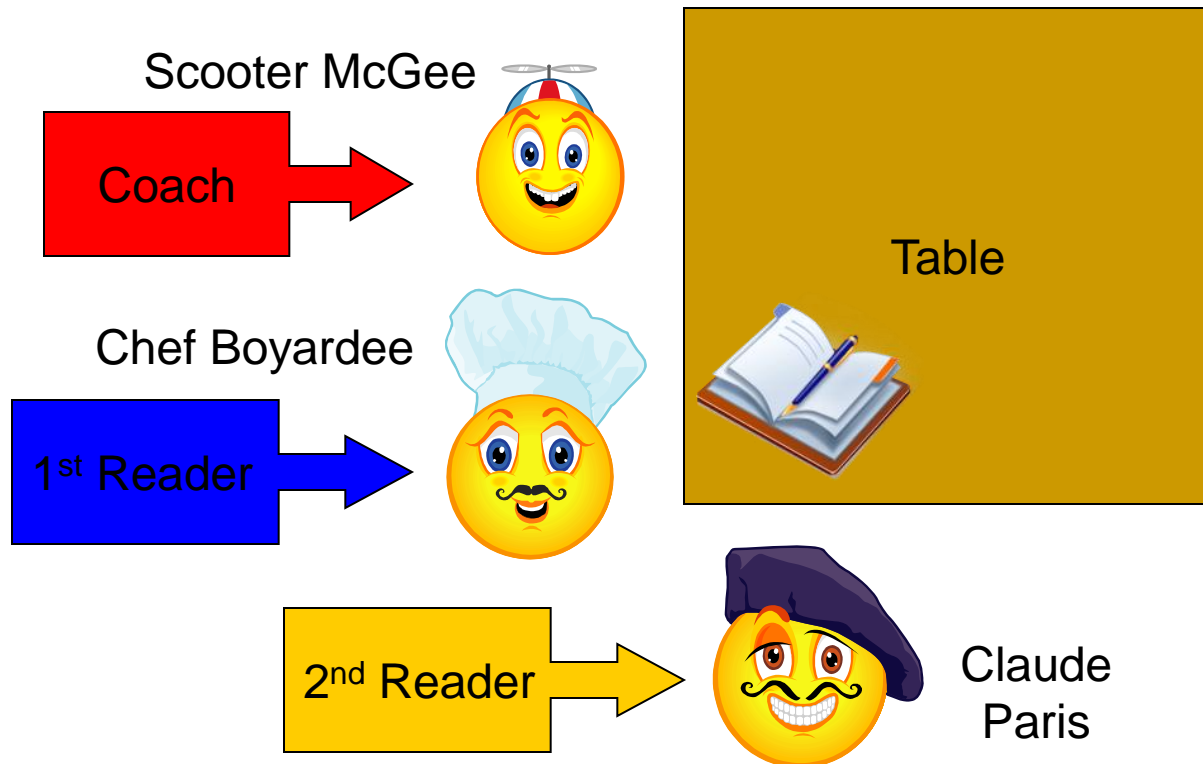 Scooter McGee
Coach
Table
Chef Boyardee
1st Reader
2nd Reader
Claude
Paris